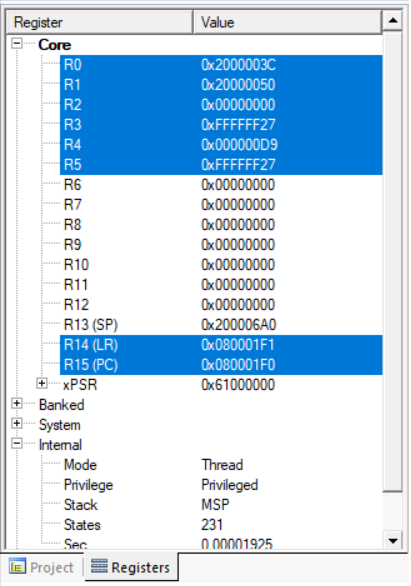 Register Value
Core
R0 0x2000003C
R1 0x20000050
R2 0x00000000
R3 0xFFFFFF27
R4 0x000000D9
R5 0xFFFFFF27
R6 0x00000000
R7 0x00000000
R8 0x00000000
R9 0x00000000
R10 0x00000000
R11 0x00000000
R12 0x00000000
R13 (SP) 0x200006A0
R14 (LR) 0x080001F1
R15 (PC) 0x080001F0
xPSR 0x61000000
Banked
System
Internal
Mode Thread
Privilege Privileged
Stack MSP
States 231
Sec 0.00001925
Project Registers